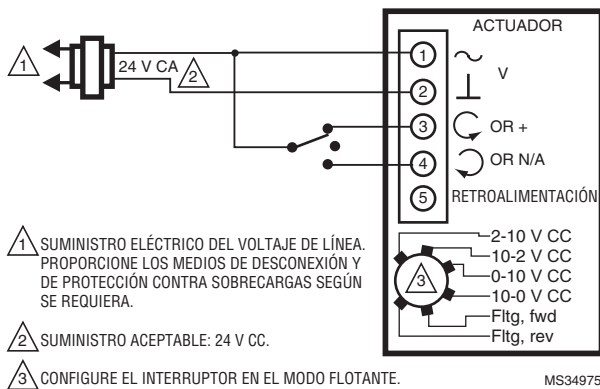 ACTUADOR
1
24 V CA
2
1
V
2
3
OR +
4
OR N/A
5
RETROALIMENTACIÓN
2-10 V CC
10-2 V CC
0-10 V CC
10-0 V CC
Fltg, fwd
Fltg, rev
3
1 SUMINISTRO ELÉCTRICO DEL VOLTAJE DE LÍNEA.
PROPORCIONE LOS MEDIOS DE DESCONEXIÓN Y
DE PROTECCIÓN CONTRA SOBRECARGAS SEGÚN
SE REQUIERA.
2 SUMINISTRO ACEPTABLE: 24 V CC.
3 CONFIGURE EL INTERRUPTOR EN EL MODO FLOTANTE.
MS34975